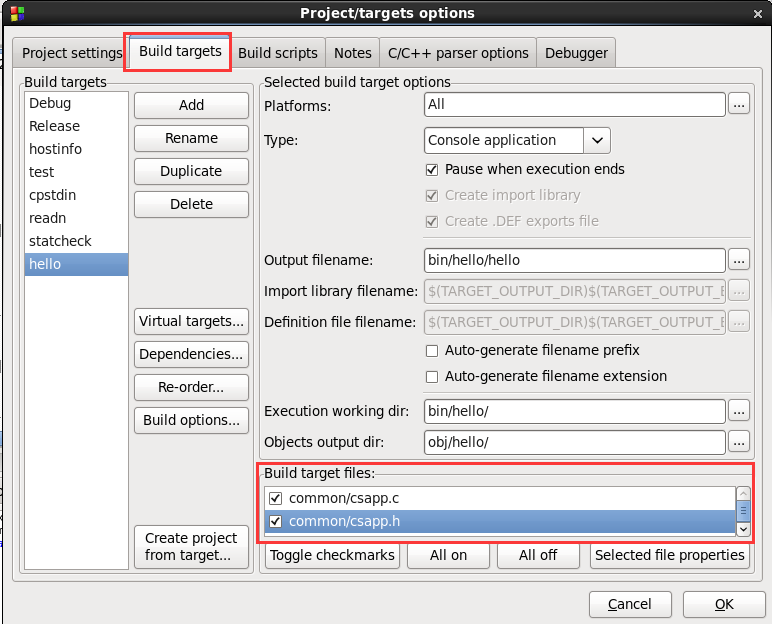 Project/targets options
Project settings
Build targets
Build scripts
Notes
C/C++ parser options
Debugger
Build targets
Debug
Release
hostinfo
test
cpstdin
readn
statcheck
hello
Add
Rename
Duplicate
Delete
Virtual targets...
Dependencies...
Re-order...
Build options...
Create project
from target...
Selected build target options
Platforms:
All
...
Type:
Console application
Pause when execution ends
Create import library
Create .DEF exports file
Output filename:
bin/hello/hello
...
Import library filename:
$(TARGET_OUTPUT_DIR)$(TARGET_OUTPUT_E
...
Definition file filename:
$(TARGET_OUTPUT_DIR)$(TARGET_OUTPUT_E
...
Auto-generate filename prefix
Auto-generate filename extension
Execution working dir:
bin/hello/
...
Objects output dir:
obj/hello/
...
Build target files:
common/csapp.c
common/csapp.h
Toggle checkmarks
All on
All off
Selected file properties
Cancel
OK